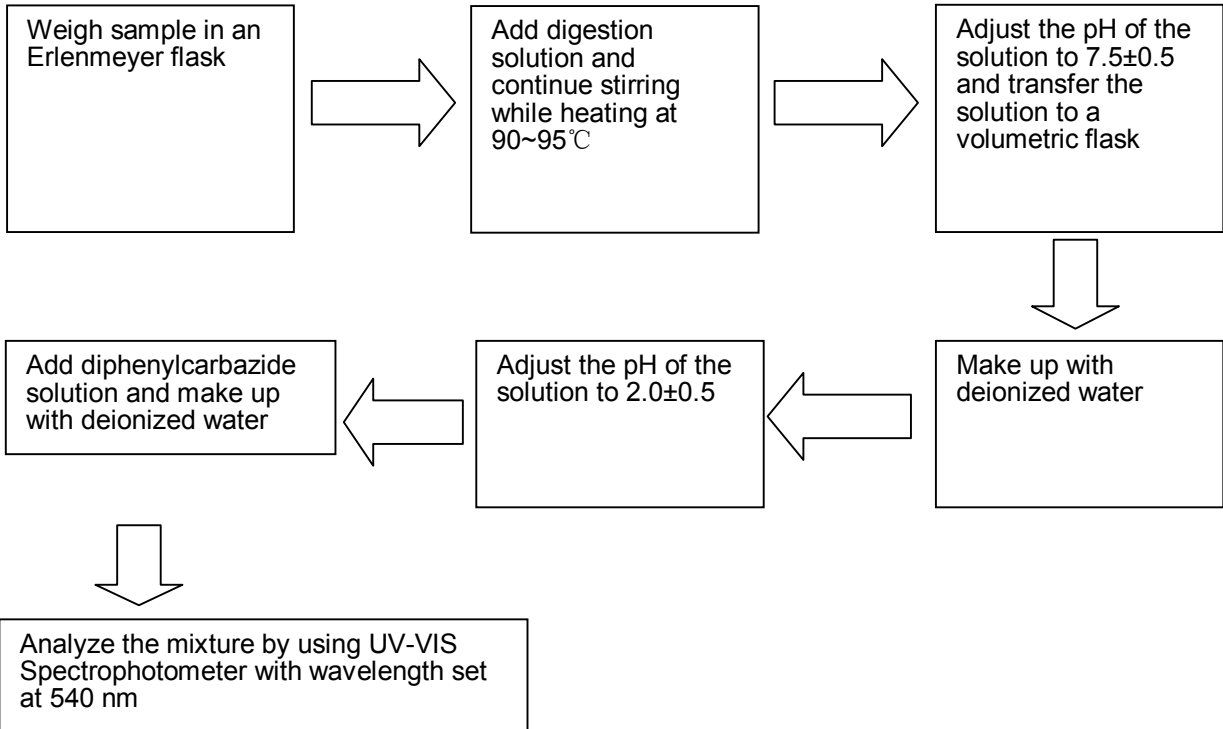 Weigh sample in an
Erlenmeyer flask
Add digestion
solution and
continue stirring
while heating at
90~95℃
Adjust the pH of the
solution to 7.5±0.5
and transfer the
solution to a
volumetric flask
Make up with
deionized water
Adjust the pH of the
solution to 2.0±0.5
Add diphenylcarbazide
solution and make up
with deionized water
Analyze the mixture by using UV-VIS
Spectrophotometer with wavelength set
at 540 nm